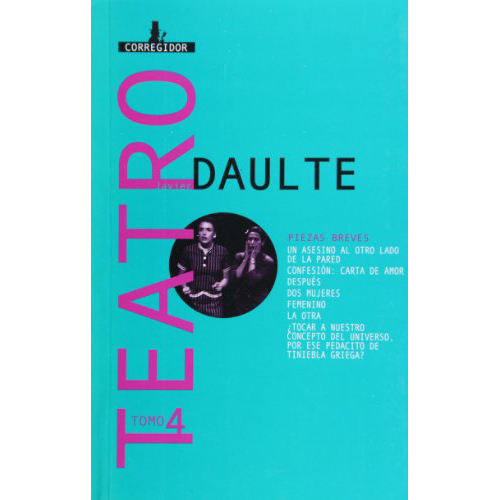 CORREGIDOR
TEATRO
Javier
DAULTE
PIEZAS BREVES
UN ASESINO AL OTRO LADO
DE LA PARED
CONFESIÓN: CARTA DE AMOR
DESPUÉS
DOS MUJERES
FEMENINO
LA OTRA
¿TOCAR A NUESTRO
CONCEPTO DEL UNIVERSO,
POR ESE PEDACITO DE
TINIEBLA GRIEGA?
TOMO 4